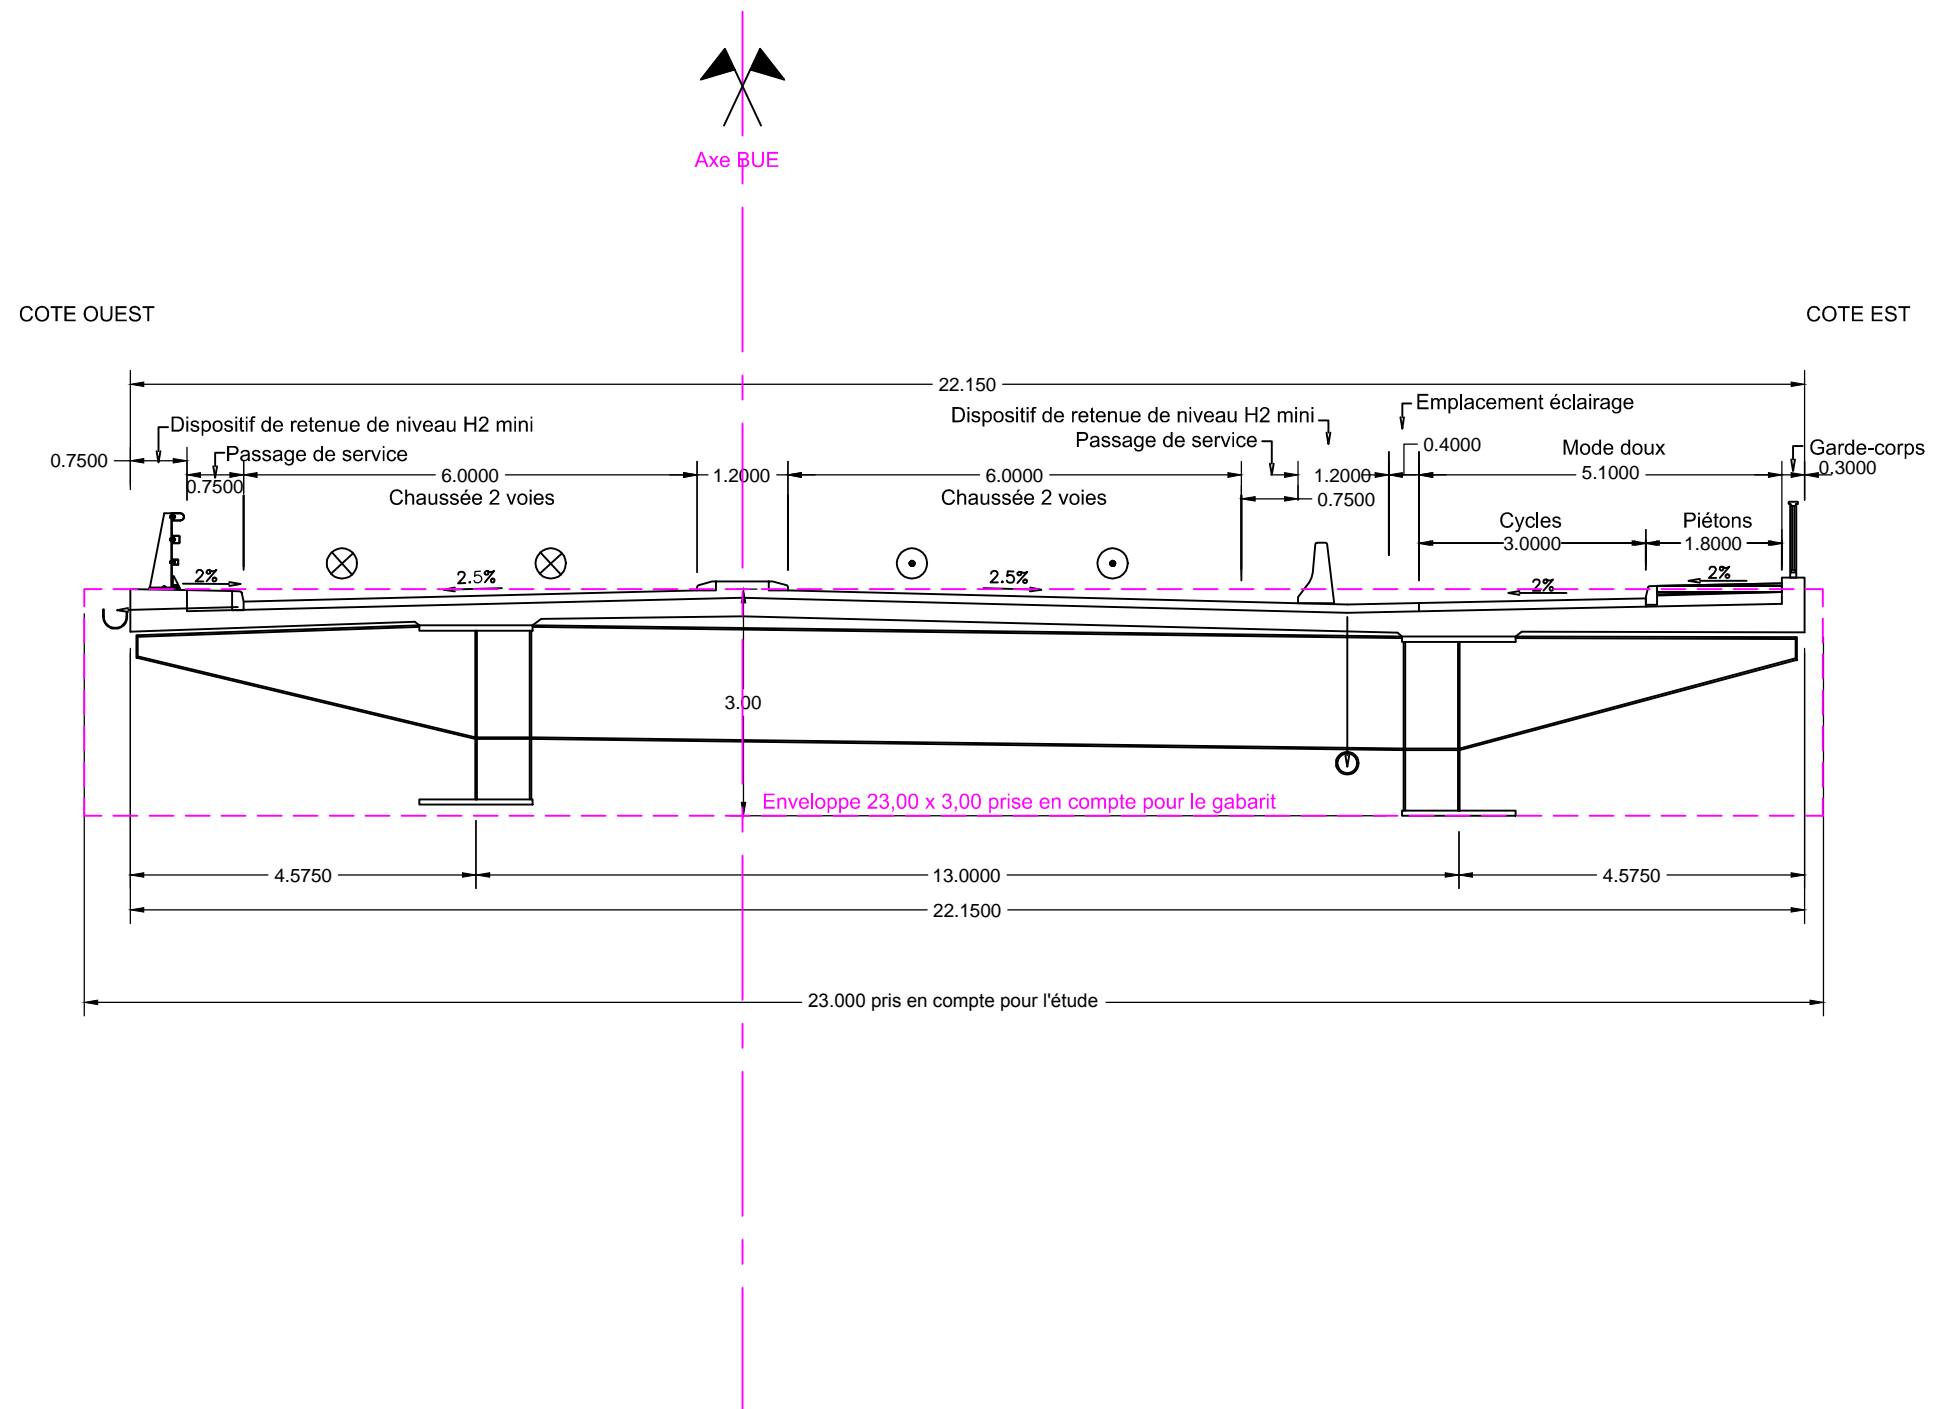 Axe BUE
COTE OUEST
COTE EST
22.150
Dispositif de retenue de niveau H2 mini
Dispositif de retenue de niveau H2 mini
Emplacement éclairage
Passage de service
Passage de service
0.4000
Mode doux
Garde-corps
0.7500
0.7500
6.0000
1.2000
6.0000
1.2000
5.1000
0.3000
Chaussée 2 voies
Chaussée 2 voies
0.7500
Cycles
Piétons
3.0000
1.8000
2%
2.5%
2.5%
2%
2%
3.00
Enveloppe 23,00 x 3,00 prise en compte pour le gabarit
4.5750
13.0000
4.5750
22.1500
23.000 pris en compte pour l'étude